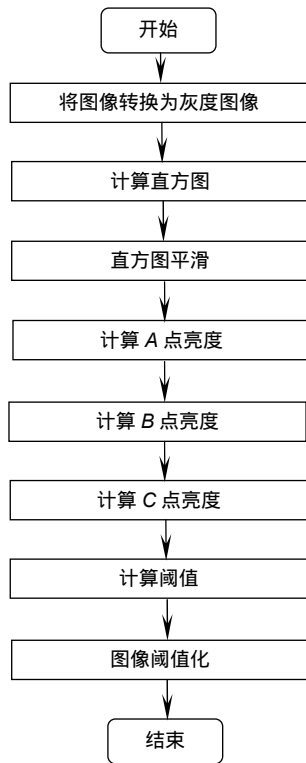 开始
将图像转换为灰度图像
计算直方图
直方图平滑
计算 A 点亮度
计算 B 点亮度
计算 C 点亮度
计算阈值
图像阈值化
结束